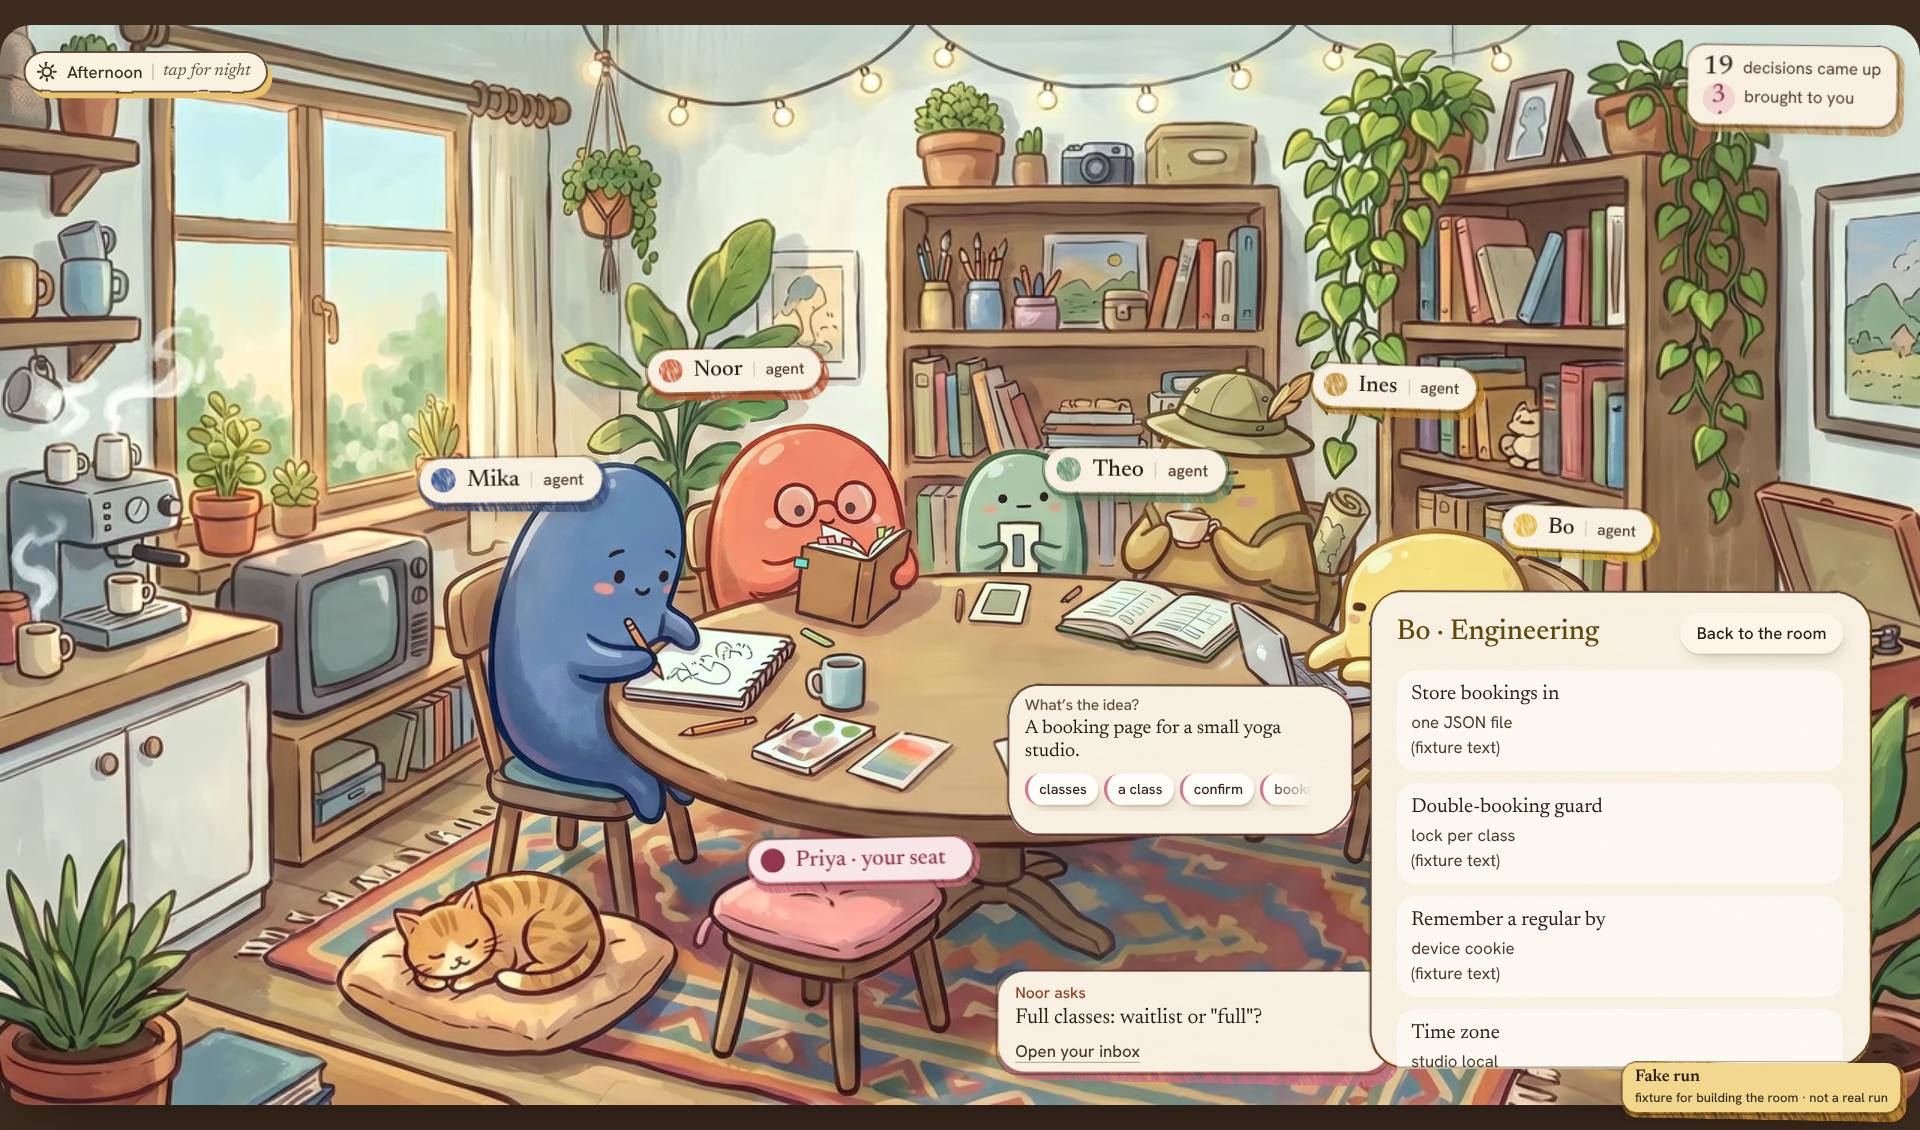 Afternoon | tap for night
19 decisions came up
3 brought to you
Noor | agent
Ines | agent
Mika | agent
Theo | agent
Bo | agent
Bo · Engineering
Back to the room
Store bookings in
one JSON file
(fixture text)
Double-booking guard
lock per class
(fixture text)
Remember a regular by
device cookie
(fixture text)
Time zone
studio local
What’s the idea?
A booking page for a small yoga
studio.
classes
a class
confirm
Priya · your seat
Noor asks
Full classes: waitlist or "full"?
Open your inbox
Fake run
fixture for building the room · not a real run